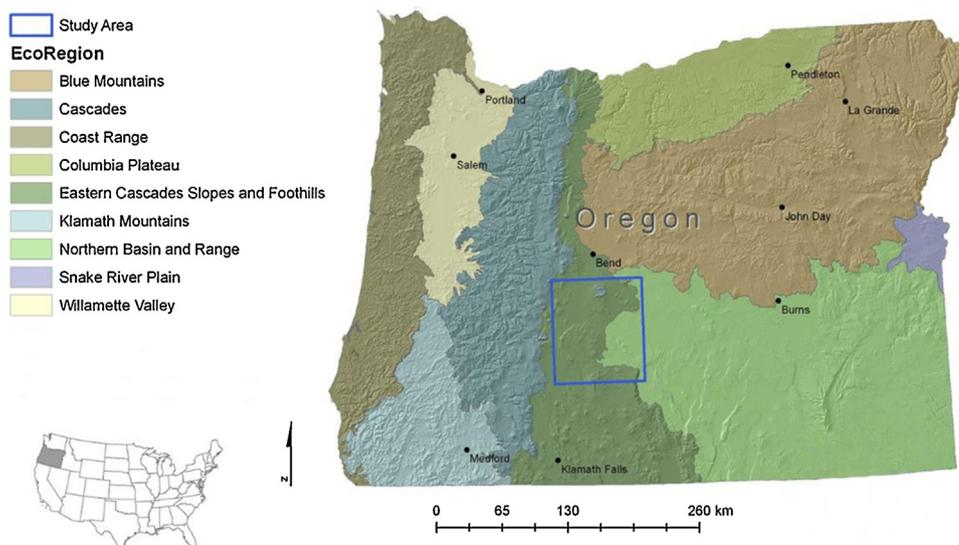 Study Area
EcoRegion
Blue Mountains
Cascades
Coast Range
Columbia Plateau
Eastern Cascades Slopes and Foothills
Klamath Mountains
Northern Basin and Range
Snake River Plain
Willamette Valley
Pendleton
La Grande
Portland
Salem
Oregon
John Day
Bend
Burns
Medford
Klamath Falls
N
0 65 130 260 km